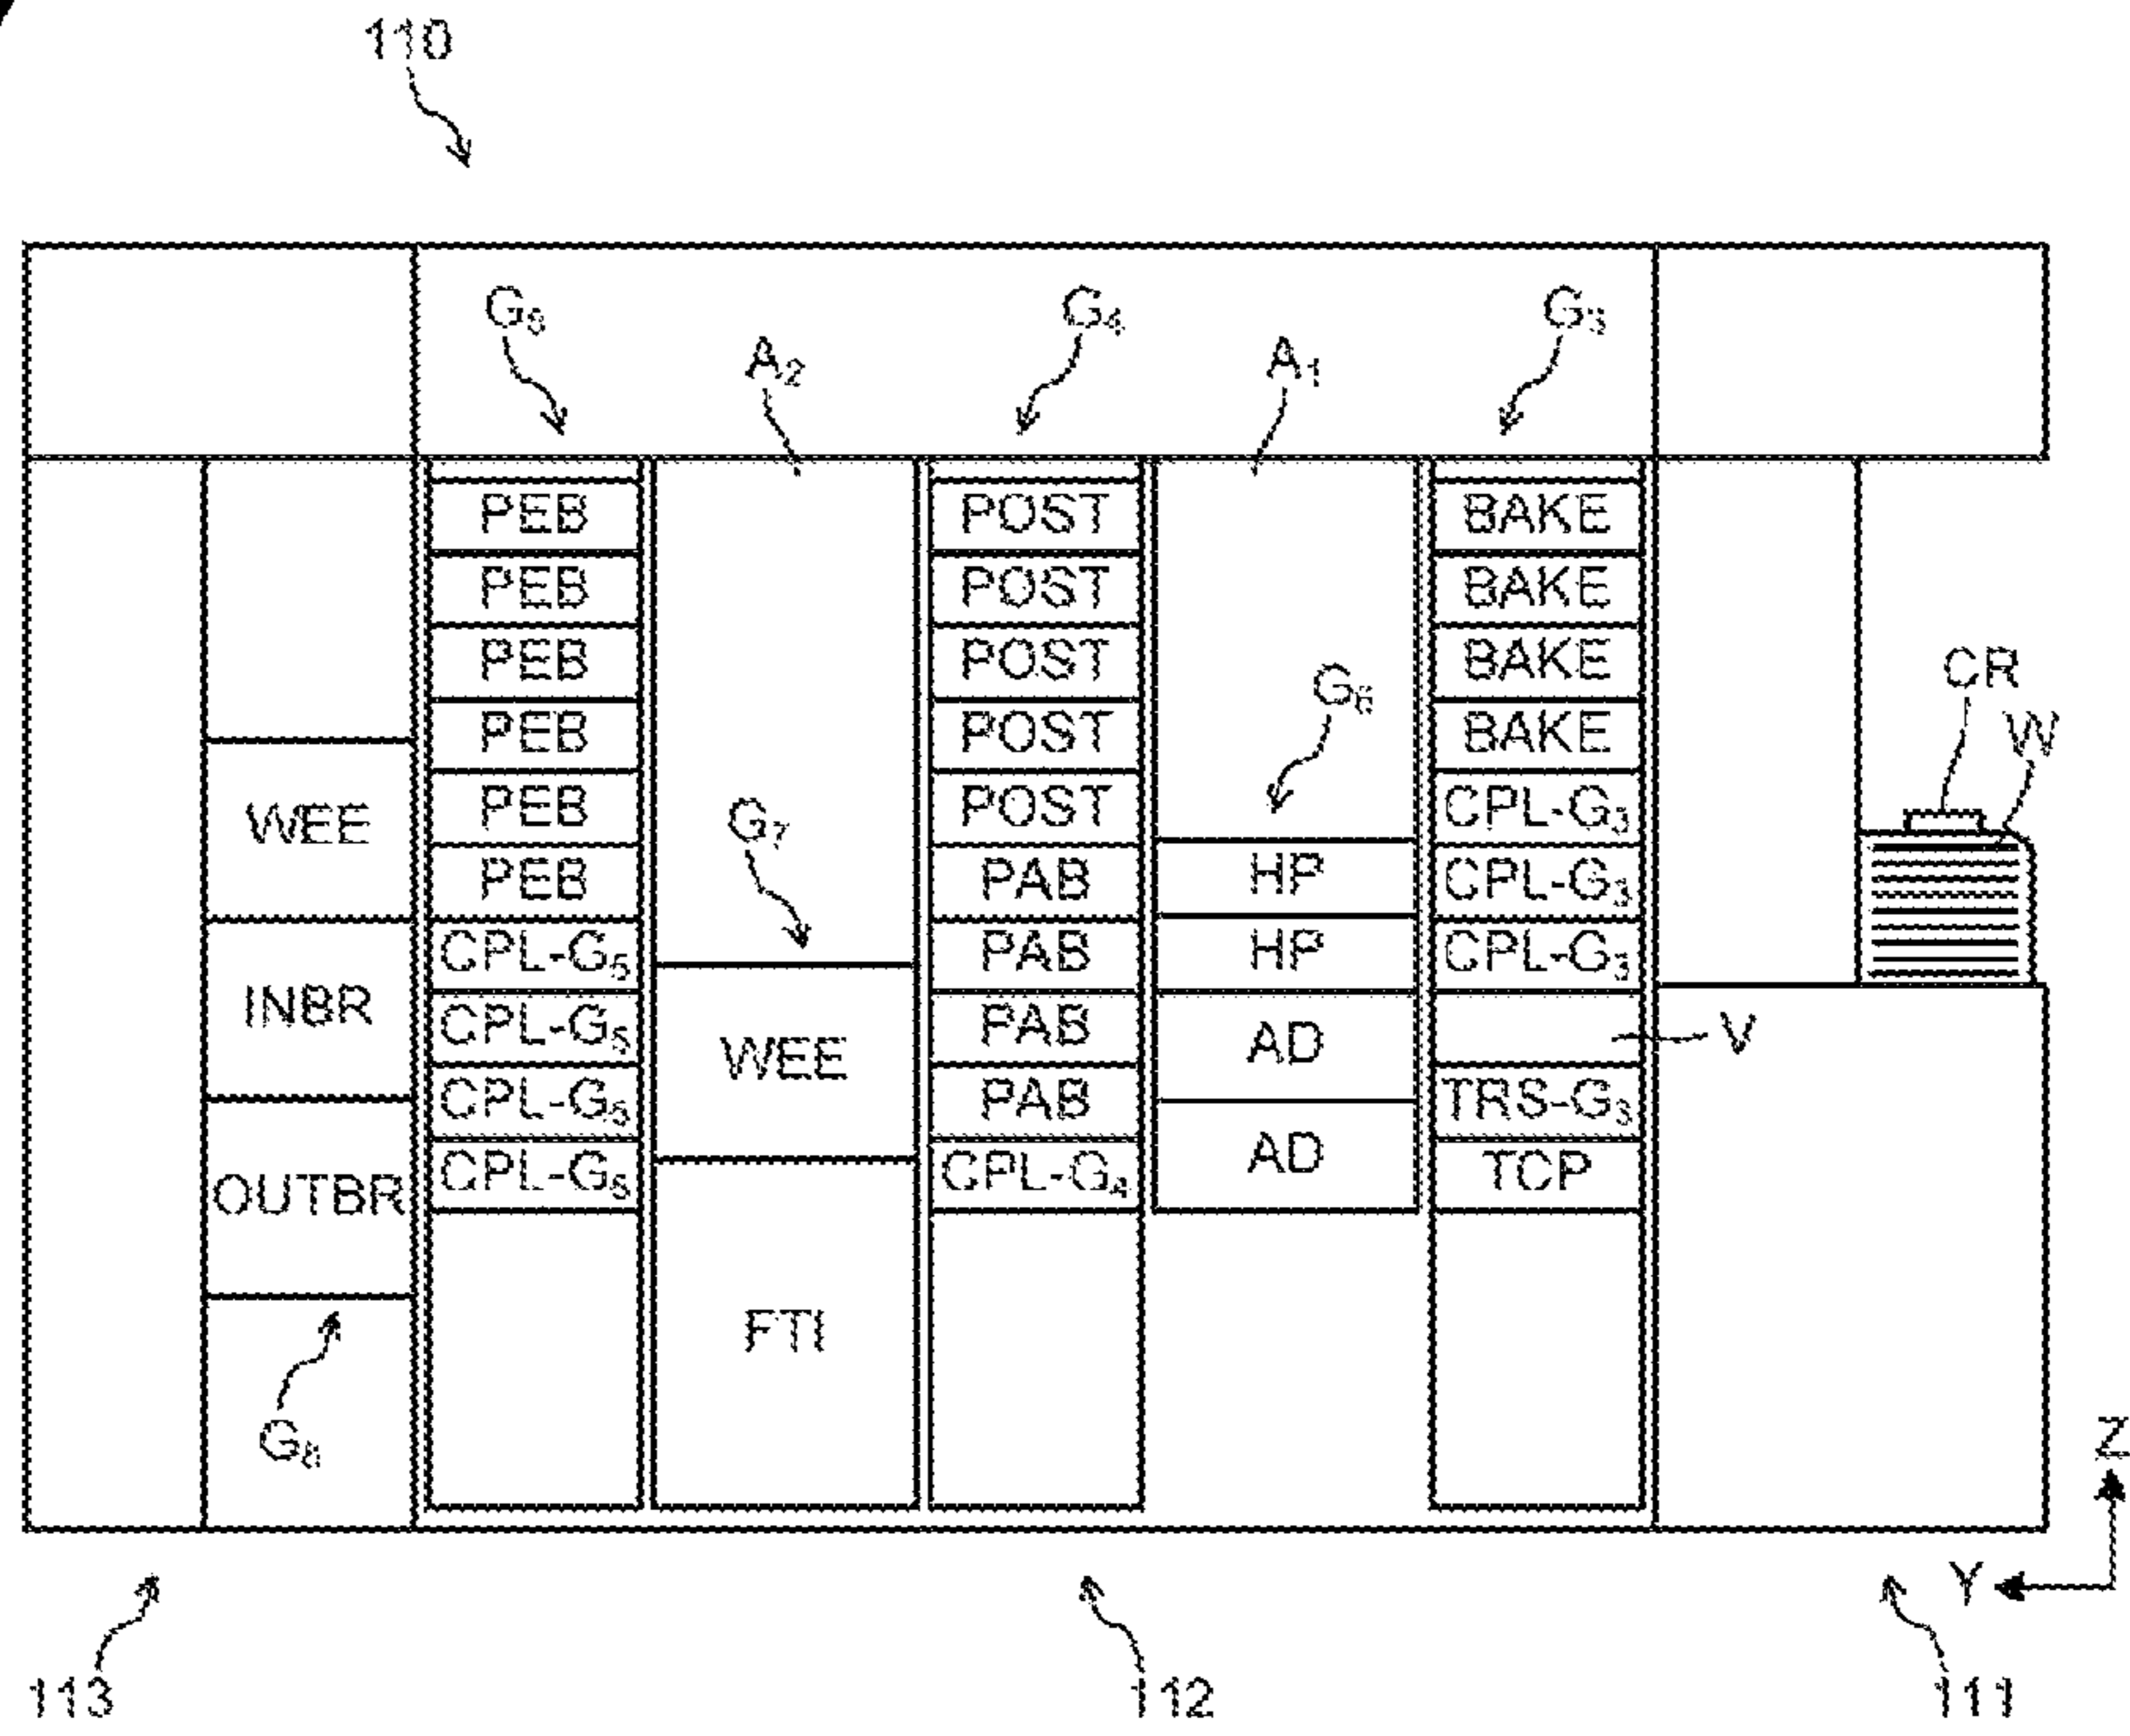 110
G₅ G₄ G₃
A₂ A₁
PEB POST BAKE
PEB POST BAKE
PEB POST BAKE
G₆ CR
PEB POST BAKE W
WEE G₇ PEB POST CPL-G₃
PEB PAB HP CPL-G₃
CPL-G₅ PAB HP CPL-G₃
INBR CPL-G₅ WEE PAB AD V
CPL-G₅ PAB TRS-G₃
OUTBR CPL-G₅ CPL-G₄ AD TCP
FTI
G₈
Z
Y
113 112 111